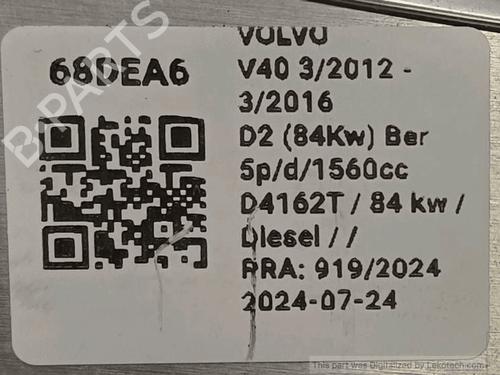 VOLVO
68DEA6
V40 3/2012 -
3/2016
D2 (84Kw) Ber
5p/d/1560cc
D4162T / 84 kw /
Diesel / /
RRA: 919/2024
2024-07-24
B-PARTS
This part was Digitalized by Lekotech.com